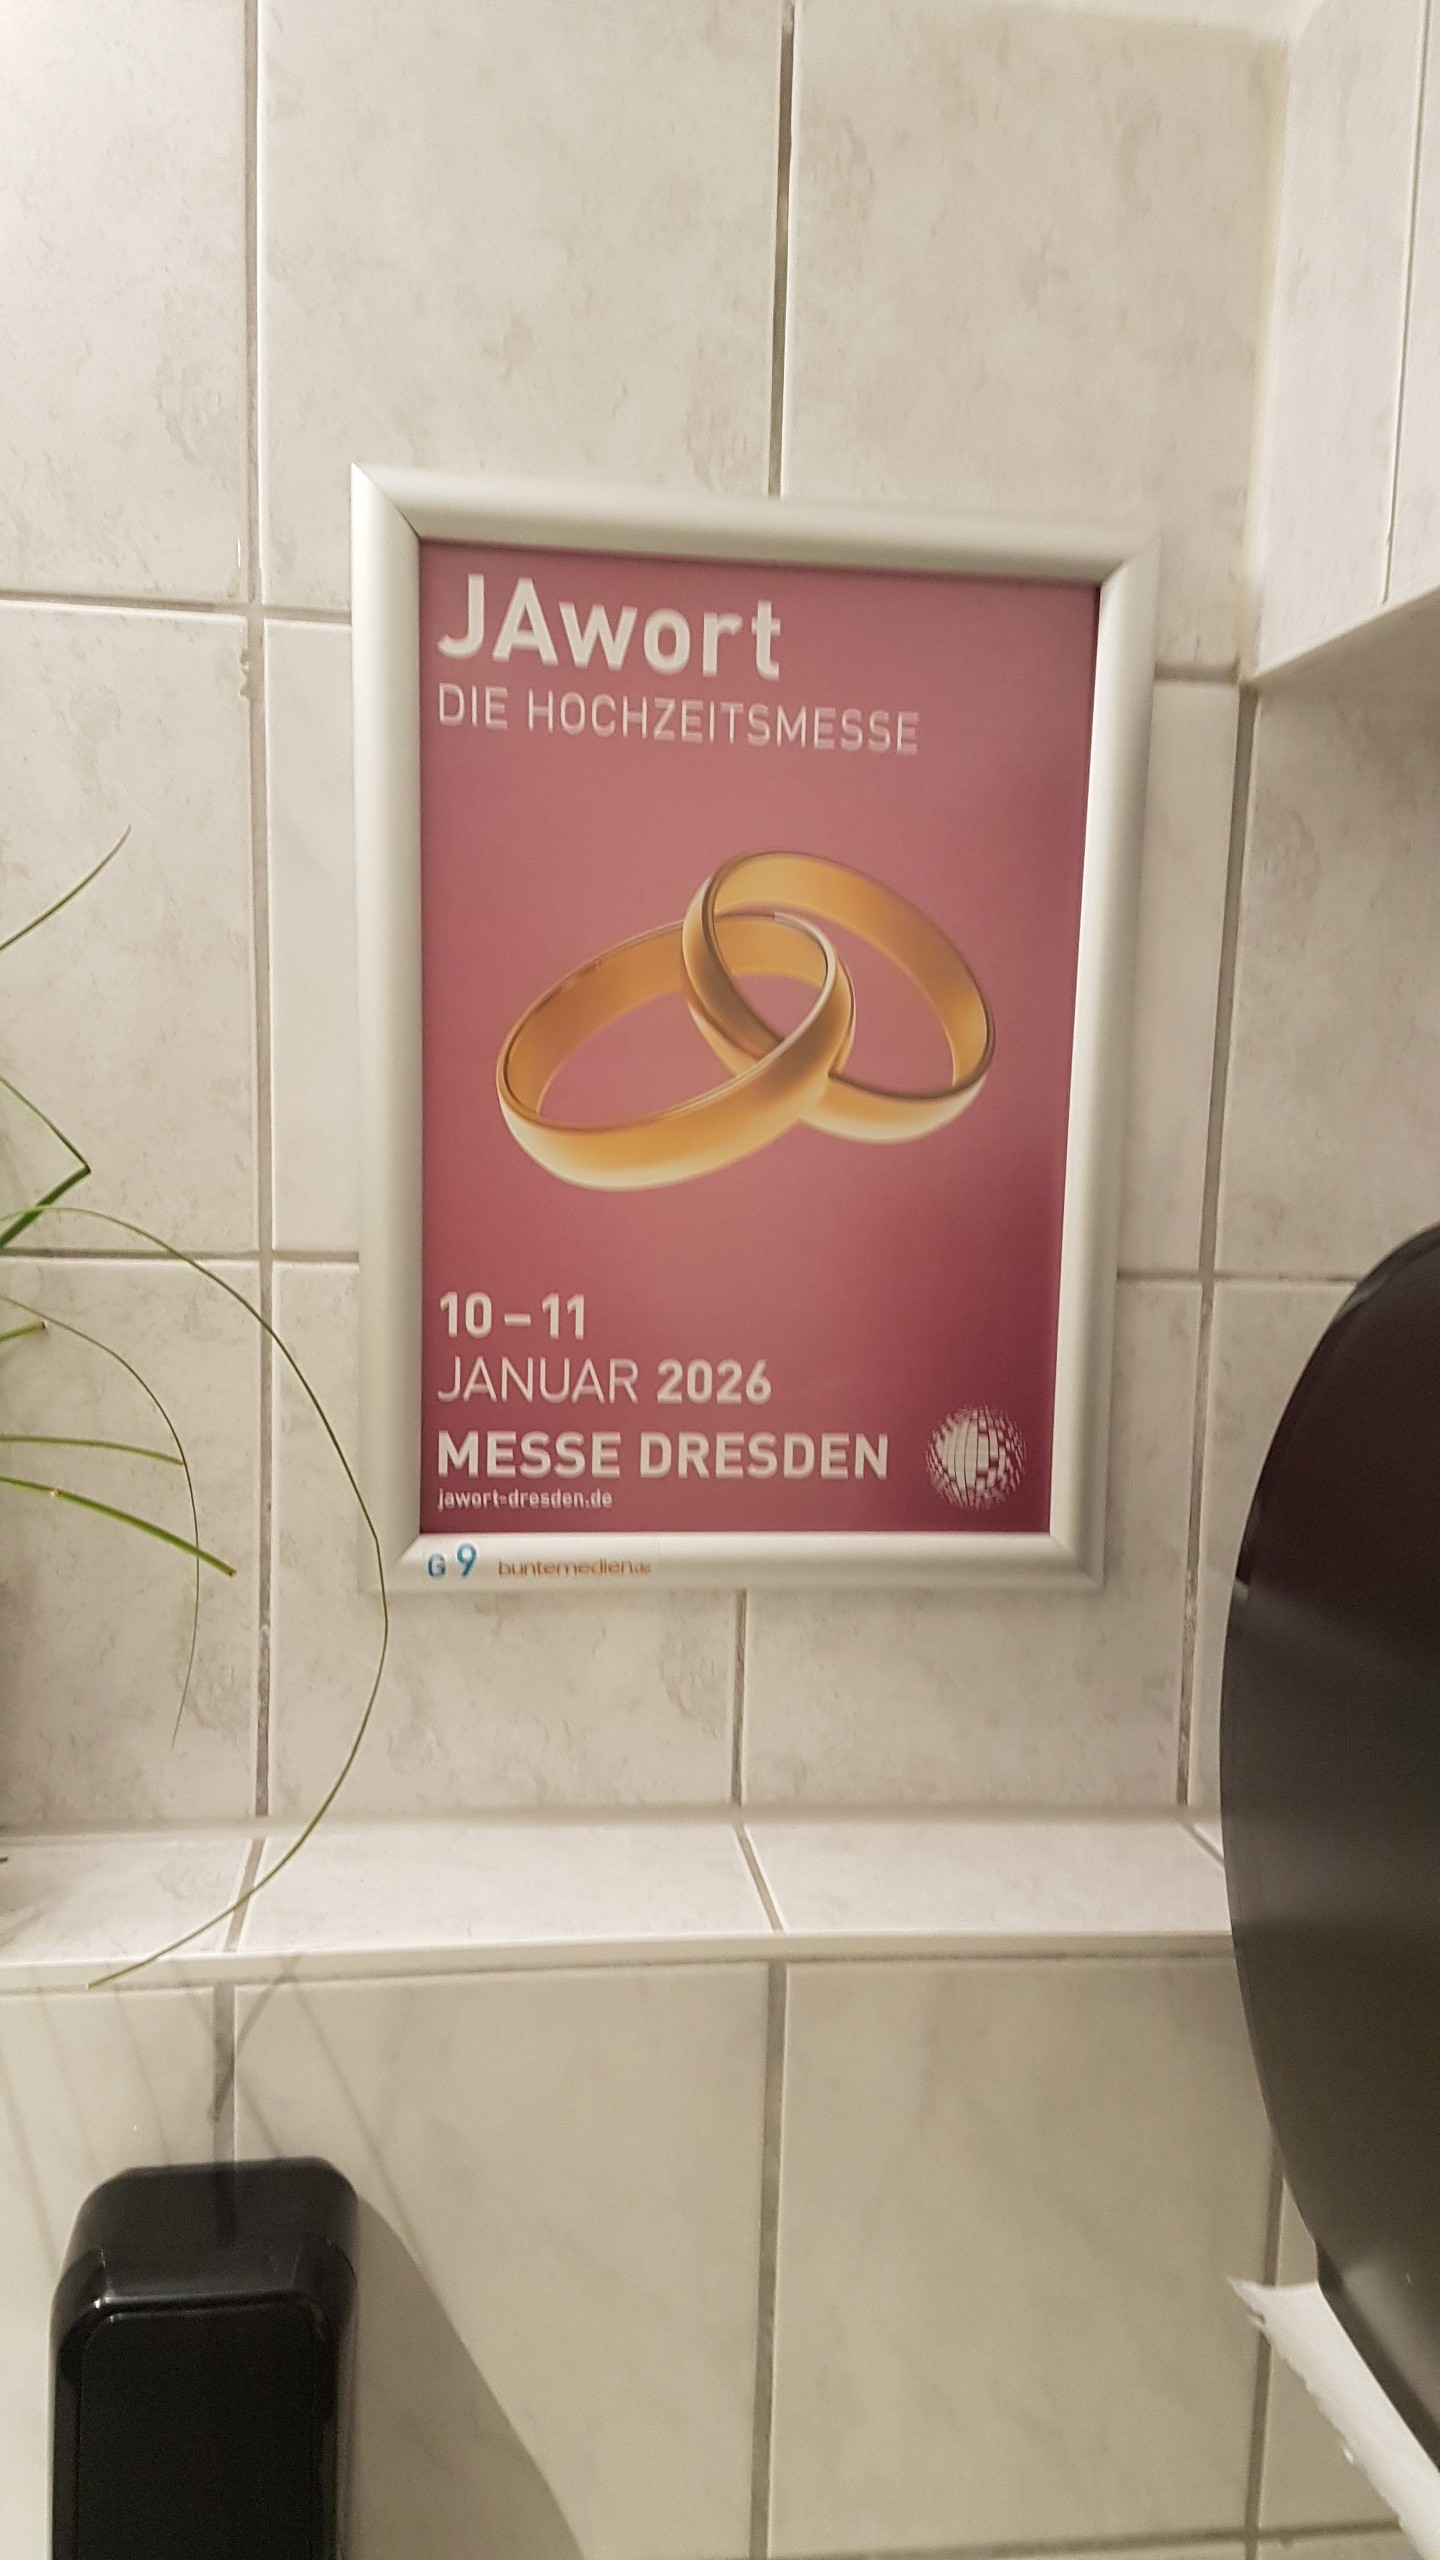 JAwort
DIE HOCHZEITSMESSE
10 – 11
JANUAR 2026
MESSE DRESDEN
jawort-dresden.de
G 9 buntemedien.de